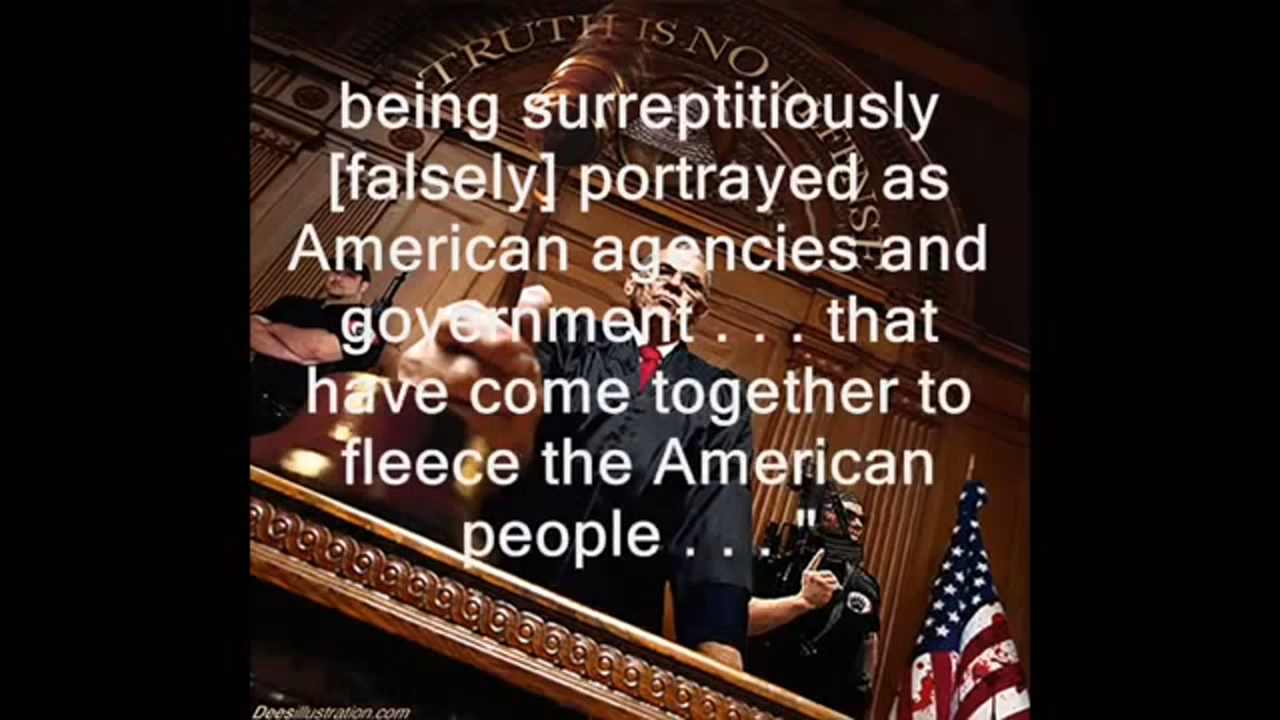 TRUTH IS NO DEFENSE
being surreptitiously
[falsely] portrayed as
American agencies and
government . . . that
have come together to
fleece the American
people . . . "
Deesillustration.com